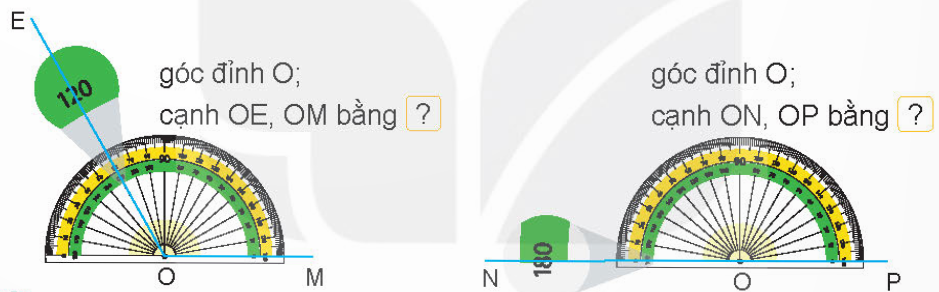 E
120
góc đỉnh O;
cạnh OE, OM bằng ?
O
M
góc đỉnh O;
cạnh ON, OP bằng ?
180
N
O
P